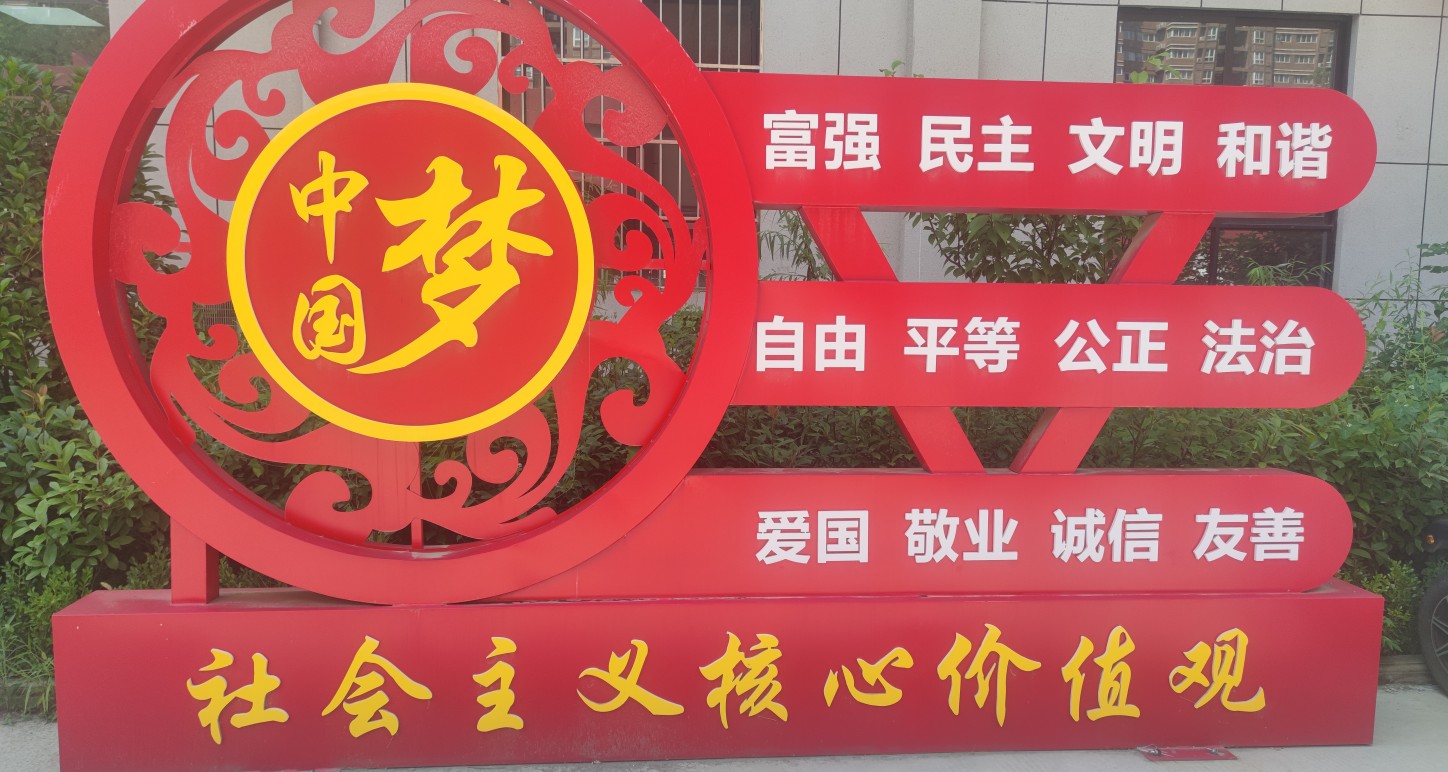 中国梦
富强 民主 文明 和谐
自由 平等 公正 法治
爱国 敬业 诚信 友善
社会主义核心价值观